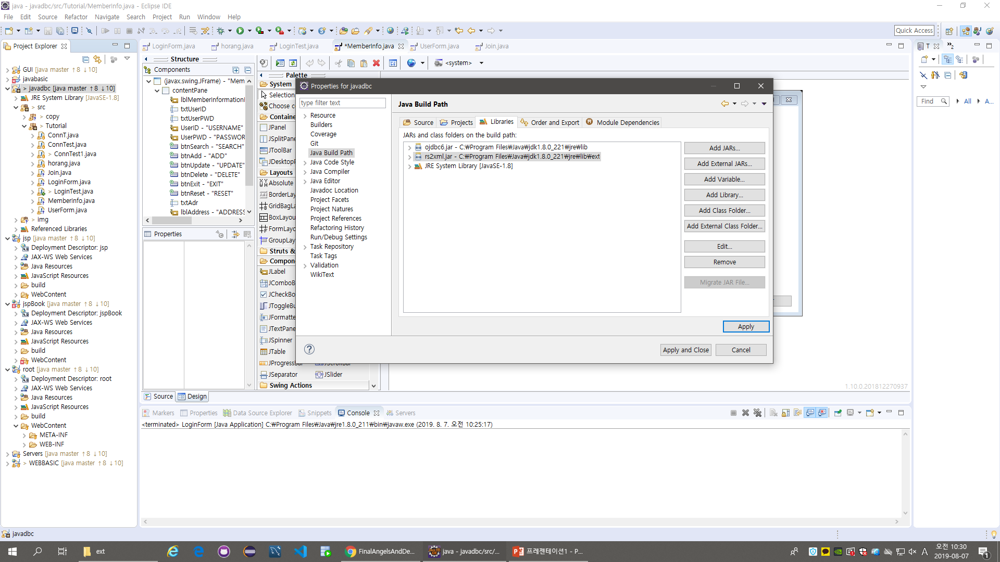 java - javadbc/src/Tutorial/MemberInfo.java - Eclipse IDE
File Edit Source Refactor Navigate Search Project Run Window Help
Quick Access
Project Explorer
GUI [java master ↑8 ↓10]
javabasic
> javadbc [java master ↑8 ↓10]
JRE System Library [JavaSE-1.8]
> src
> copy
> Tutorial
ConnT.java
ConnTest.java
> ConnTest1.java
horang.java
Join.java
LoginForm.java
> LoginTest.java
MemberInfo.java
UserForm.java
> img
Referenced Libraries
jsp [java master ↑8 ↓10]
Deployment Descriptor: jsp
JAX-WS Web Services
Java Resources
JavaScript Resources
build
WebContent
jspBook [java master ↑8 ↓10]
Deployment Descriptor: jspBook
JAX-WS Web Services
Java Resources
JavaScript Resources
build
WebContent
root [java master ↑8 ↓10]
Deployment Descriptor: root
JAX-WS Web Services
Java Resources
JavaScript Resources
build
WebContent
META-INF
WEB-INF
Servers [java master ↑8 ↓10]
> WEBBASIC [java master ↑8 ↓10]
LoginForm.java horang.java LoginTest.java *MemberInfo.java UserForm.java Join.java
Structure
Components
(javax.swing.JFrame) - "Mem
contentPane
lblMemberInformation
txtUserID
txtUserPWD
UserID - "USERNAME"
UserPWD - "PASSWOR
btnSearch - "SEARCH"
btnAdd - "ADD"
btnUpdate - "UPDATE"
btnDelete - "DELETE"
btnExit - "EXIT"
btnReset - "RESET"
txtAdr
lblAddress - "ADDRESS
Properties
<system>
Palette
System
Selection
Choose c
Containe
JPanel
JSplitPan
JToolBar
JDesktopP
Layouts
Absolute
BorderLay
GridBagLa
BoxLayou
FormLayo
GroupLay
Struts &
Compon
JLabel
JComboB
JCheckBo
JToggleBu
JFormatte
JTextPane
JSpinner
JTable
JProgressBar JScrollBar
JSeparator JSlider
Swing Actions
Properties for javadbc
type filter text
Resource
Builders
Coverage
Git
Java Build Path
Java Code Style
Java Compiler
Java Editor
Javadoc Location
Project Facets
Project Natures
Project References
Refactoring History
Run/Debug Settings
Task Repository
Task Tags
Validation
WikiText
Java Build Path
Source Projects Libraries Order and Export Module Dependencies
JARs and class folders on the build path:
ojdbc6.jar - C:₩Program Files₩Java₩jdk1.8.0_221₩jre₩lib
rs2xml.jar - C:₩Program Files₩Java₩jdk1.8.0_221₩jre₩lib₩ext
JRE System Library [JavaSE-1.8]
Add JARs...
Add External JARs...
Add Variable...
Add Library...
Add Class Folder...
Add External Class Folder...
Edit...
Remove
Migrate JAR File...
Apply
Apply and Close Cancel
1.10.0.201812270937
Source Design
T 2
Find All A...
Markers Properties Data Source Explorer Snippets Console Servers
<terminated> LoginForm [Java Application] C:₩Program Files₩Java₩jre1.8.0_211₩bin₩javaw.exe (2019. 8. 7. 오전 10:25:17)
javadbc
ext
FinalAngelsAndDe...
java - javadbc/src/...
프레젠테이션1 - P...
A
오전 10:30
2019-08-07
1